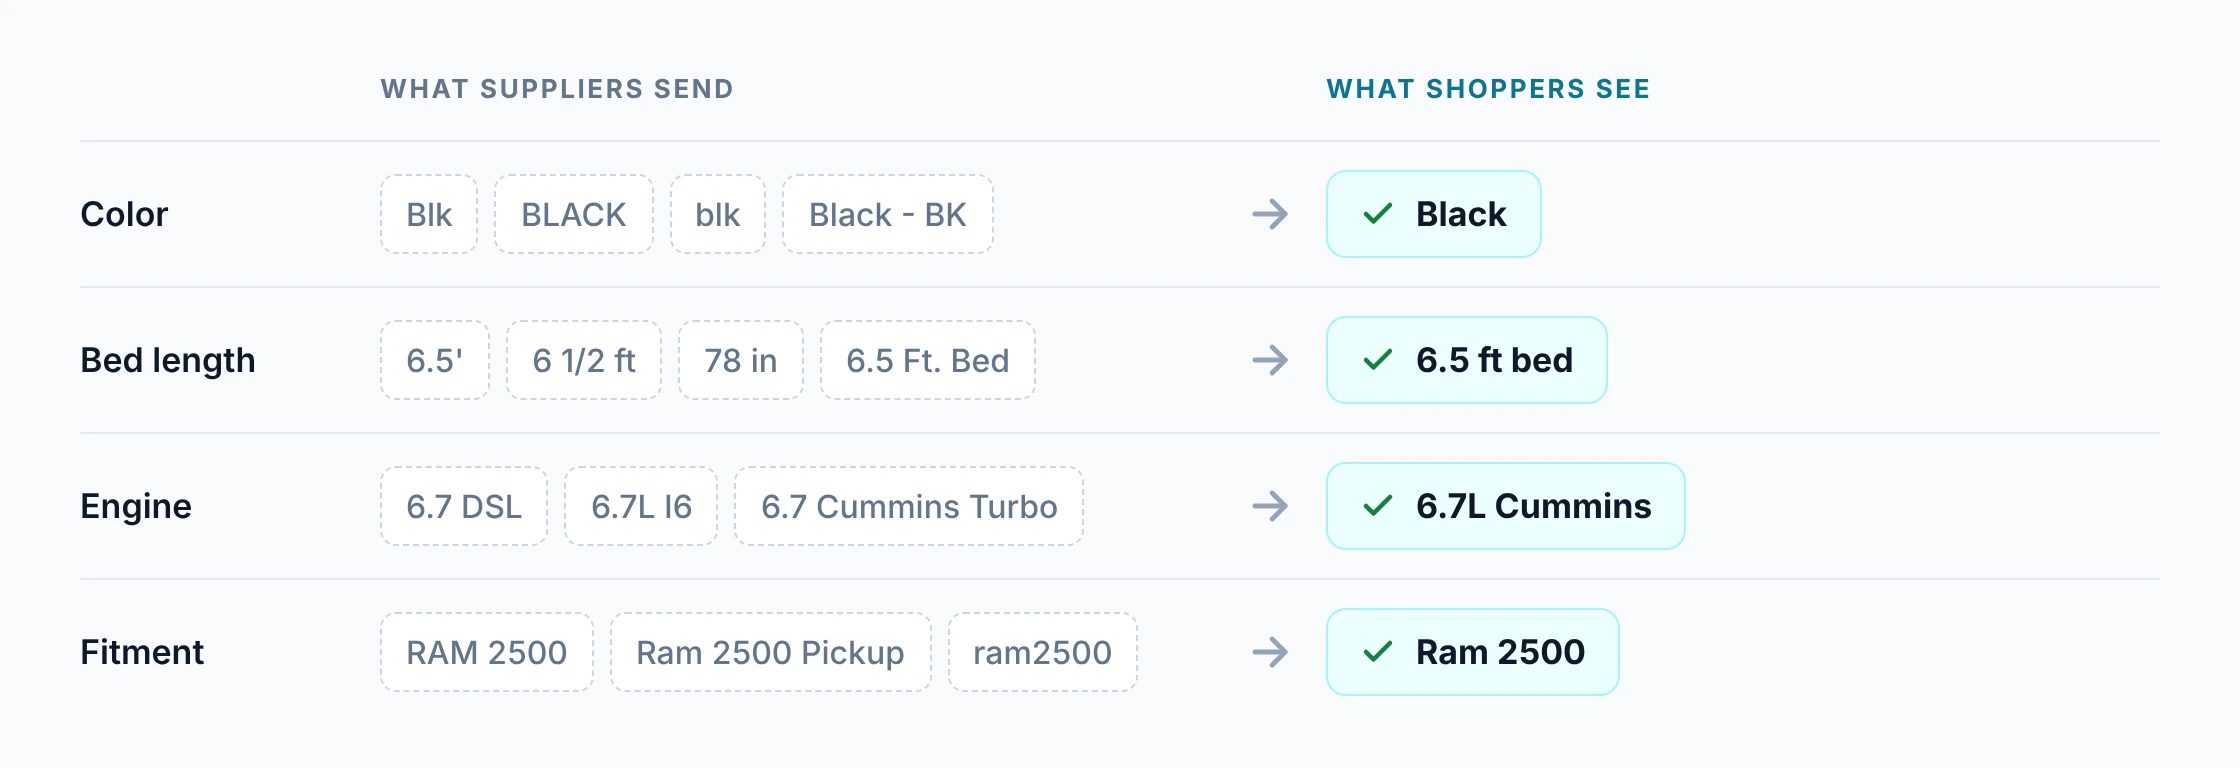 WHAT SUPPLIERS SEND WHAT SHOPPERS SEE
Color Blk BLACK blk Black - BK → ✓ Black
Bed length 6.5' 6 1/2 ft 78 in 6.5 Ft. Bed → ✓ 6.5 ft bed
Engine 6.7 DSL 6.7L I6 6.7 Cummins Turbo → ✓ 6.7L Cummins
Fitment RAM 2500 Ram 2500 Pickup ram2500 → ✓ Ram 2500